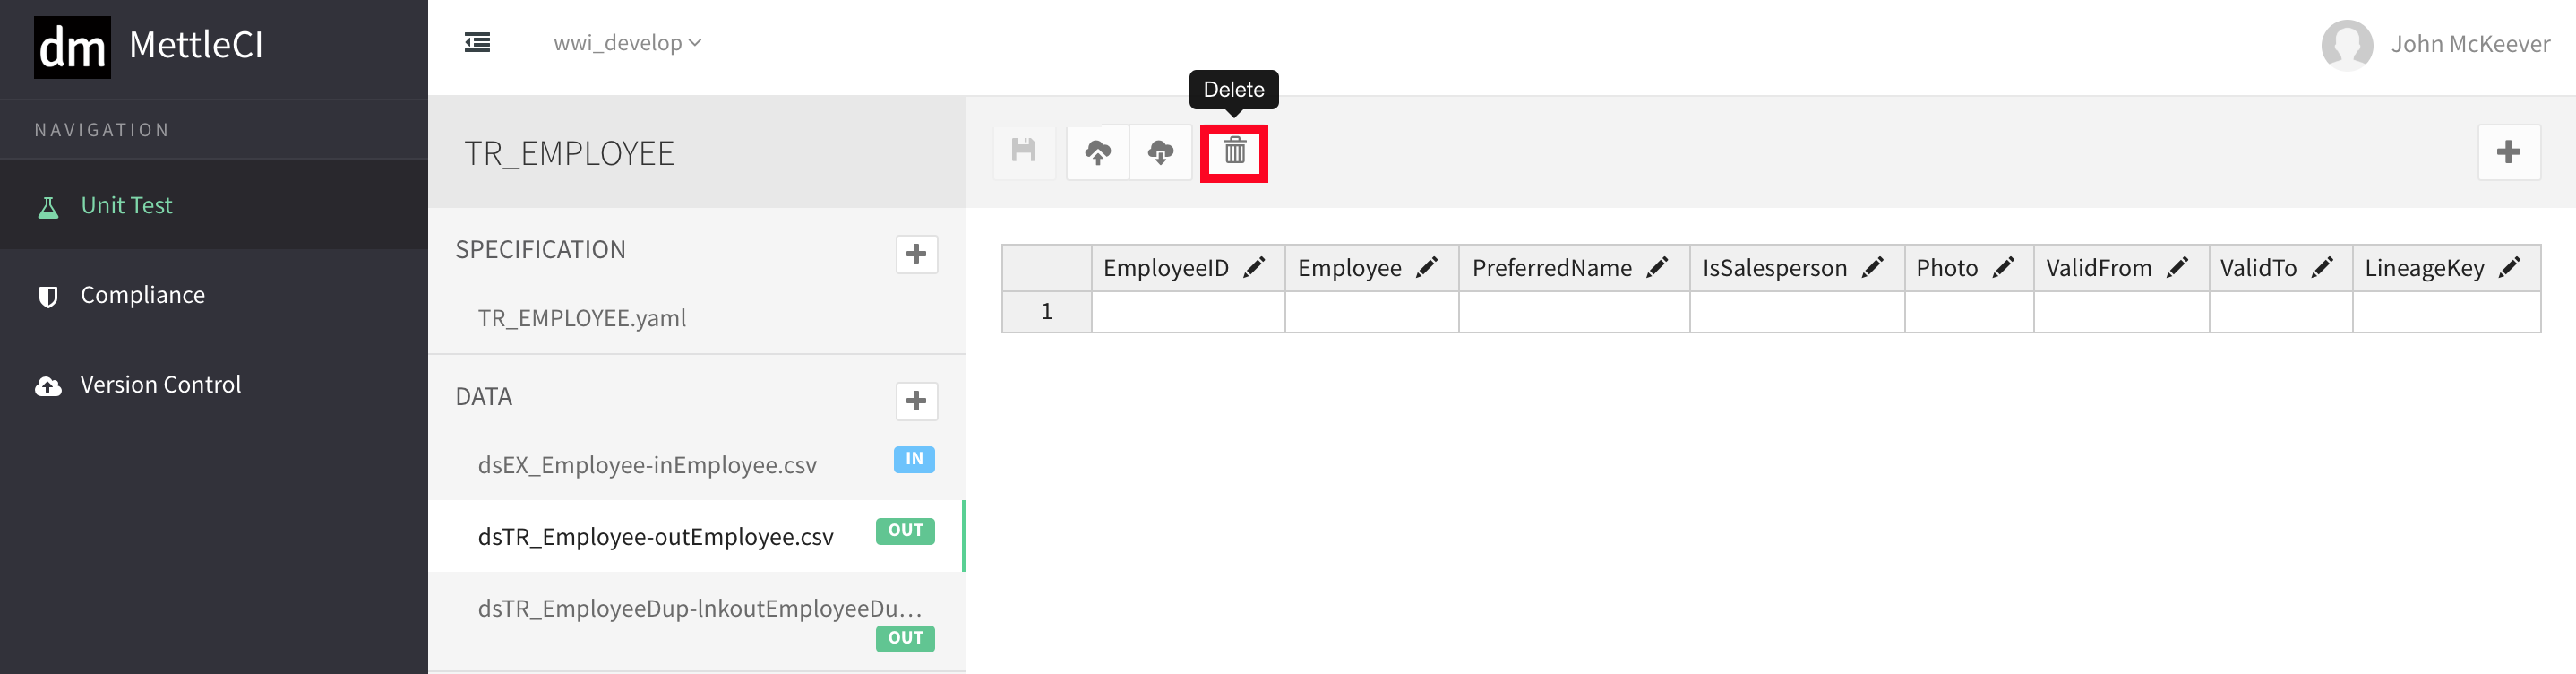 dm MettleCI
wwi_develop
John McKeever
Delete
NAVIGATION
Unit Test
Compliance
Version Control
TR_EMPLOYEE
SPECIFICATION
TR_EMPLOYEE.yaml
DATA
dsEX_Employee-inEmployee.csv IN
dsTR_Employee-outEmployee.csv OUT
dsTR_EmployeeDup-lnkoutEmployeeDu...
OUT
EmployeeID Employee PreferredName IsSalesperson Photo ValidFrom ValidTo LineageKey
1